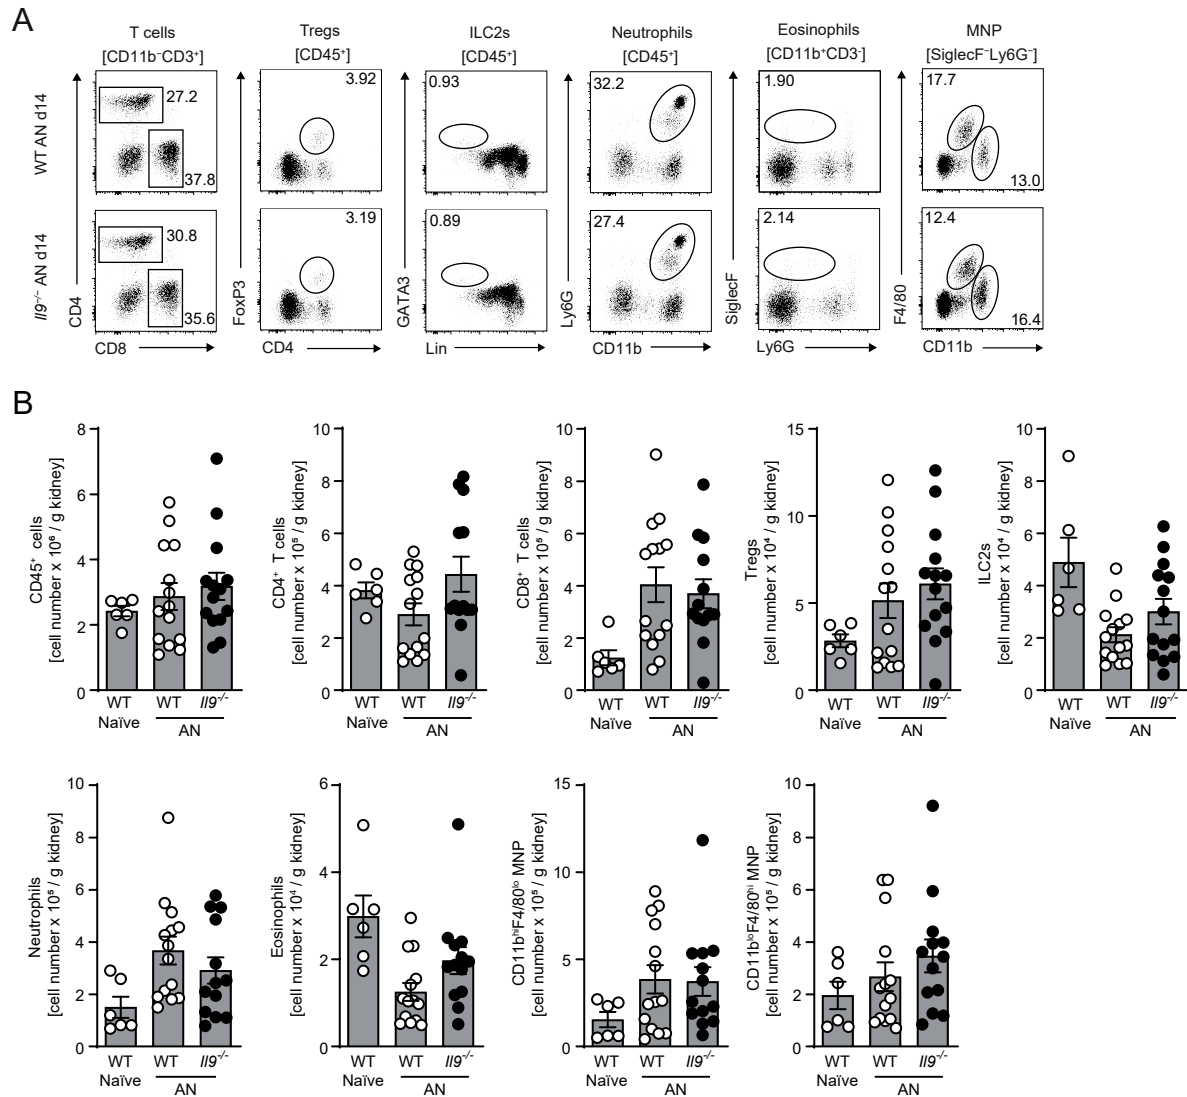 A
T cells
[CD11b⁻CD3⁺]
Tregs
[CD45⁺]
ILC2s
[CD45⁺]
Neutrophils
[CD45⁺]
Eosinophils
[CD11b⁺CD3⁻]
MNP
[SiglecF⁻Ly6G⁻]
WT AN d14
27.2
37.8
3.92
0.93
32.2
1.90
17.7
13.0
Il9⁻/⁻ AN d14
30.8
35.6
3.19
0.89
27.4
2.14
12.4
16.4
CD4
CD8
FoxP3
CD4
GATA3
Lin
Ly6G
CD11b
SiglecF
Ly6G
F4/80
CD11b
B
CD45⁺ cells
[cell number x 10⁶ / g kidney]
8
6
4
2
0
WT
WT
Il9⁻/⁻
Naïve
AN
CD4⁺ T cells
[cell number x 10⁵ / g kidney]
10
8
6
4
2
0
WT
WT
Il9⁻/⁻
Naïve
AN
CD8⁺ T cells
[cell number x 10⁵ / g kidney]
10
8
6
4
2
0
WT
WT
Il9⁻/⁻
Naïve
AN
Tregs
[cell number x 10⁴ / g kidney]
15
10
5
0
WT
WT
Il9⁻/⁻
Naïve
AN
ILC2s
[cell number x 10⁴ / g kidney]
10
8
6
4
2
0
WT
WT
Il9⁻/⁻
Naïve
AN
Neutrophils
[cell number x 10⁵ / g kidney]
10
8
6
4
2
0
WT
WT
Il9⁻/⁻
Naïve
AN
Eosinophils
[cell number x 10⁴ / g kidney]
6
4
2
0
WT
WT
Il9⁻/⁻
Naïve
AN
CD11bʰⁱF4/80ˡᵒ MNP
[cell number x 10⁵ / g kidney]
15
10
5
0
WT
WT
Il9⁻/⁻
Naïve
AN
CD11bˡᵒF4/80ʰⁱ MNP
[cell number x 10⁵ / g kidney]
10
8
6
4
2
0
WT
WT
Il9⁻/⁻
Naïve
AN